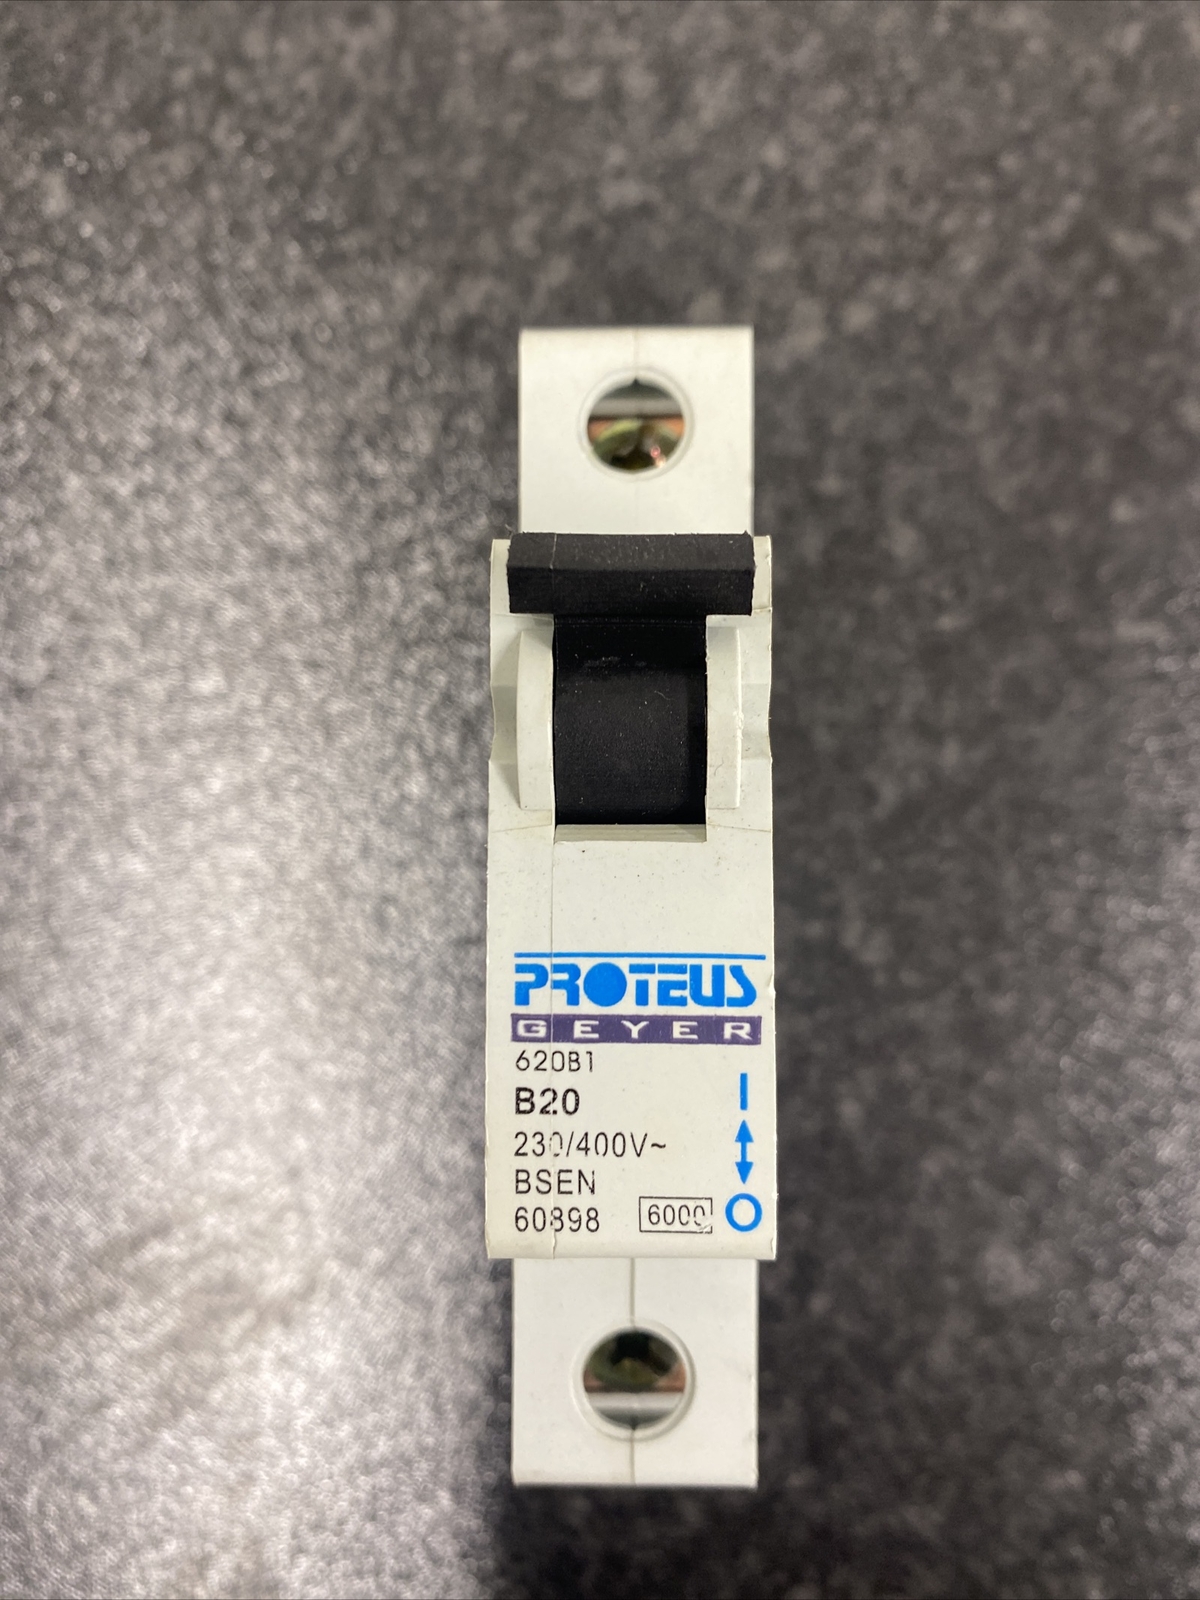 PROTEUS
GEYER
620B1
B20
230/400V~
BSEN
60898
6000
I
O